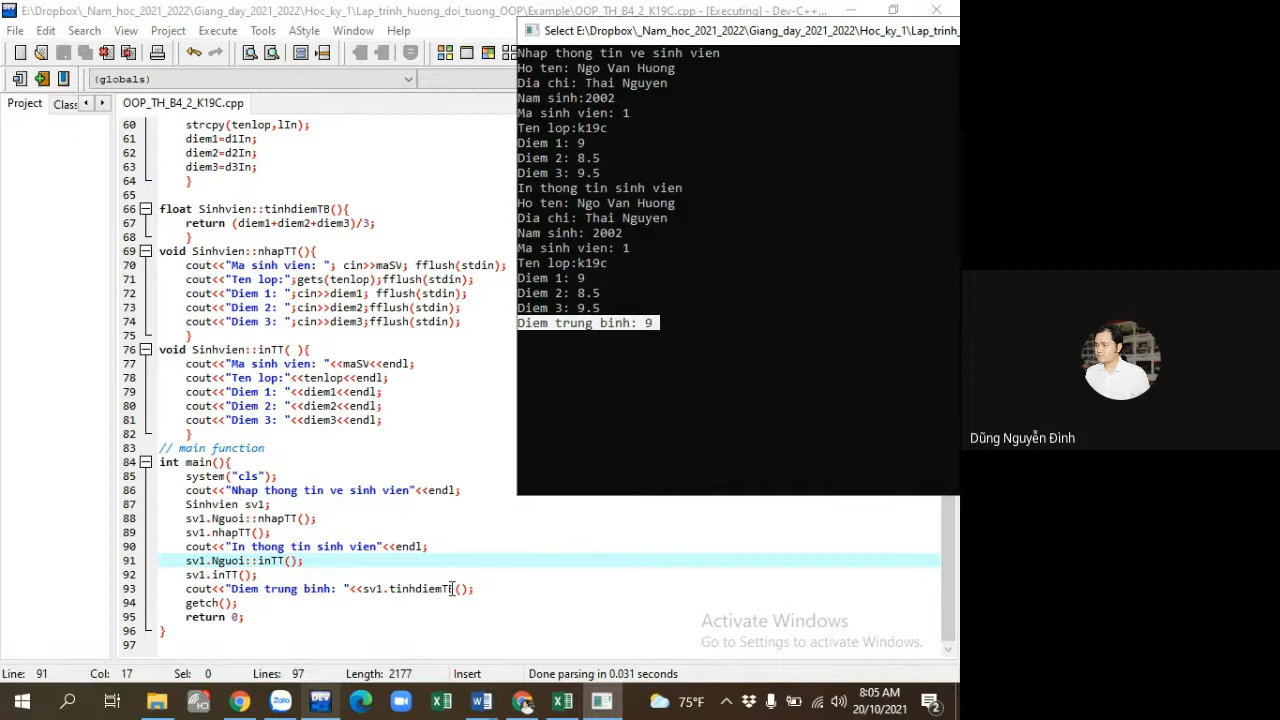 E:\Dropbox\_Nam_hoc_2021_2022\Giang_day_2021_2022\Hoc_ky_1\Lap_trinh_huong_doi_tuong_OOP\Example\OOP_TH_B4_2_K19C.cpp - [Executing] - Dev-C++...
File Edit Search View Project Execute Tools AStyle Window Help
(globals)
Project Class OOP_TH_B4_2_K19C.cpp
60 strcpy(tenlop,lIn);
61 diem1=d1In;
62 diem2=d2In;
63 diem3=d3In;
64 }
65
66 float Sinhvien::tinhdiemTB(){
67 return (diem1+diem2+diem3)/3;
68 }
69 void Sinhvien::nhapTT(){
70 cout<<"Ma sinh vien: "; cin>>maSV; fflush(stdin);
71 cout<<"Ten lop:";gets(tenlop);fflush(stdin);
72 cout<<"Diem 1: ";cin>>diem1; fflush(stdin);
73 cout<<"Diem 2: ";cin>>diem2;fflush(stdin);
74 cout<<"Diem 3: ";cin>>diem3;fflush(stdin);
75 }
76 void Sinhvien::inTT( ){
77 cout<<"Ma sinh vien: "<<maSV<<endl;
78 cout<<"Ten lop:"<<tenlop<<endl;
79 cout<<"Diem 1: "<<diem1<<endl;
80 cout<<"Diem 2: "<<diem2<<endl;
81 cout<<"Diem 3: "<<diem3<<endl;
82 }
83 // main function
84 int main(){
85 system("cls");
86 cout<<"Nhap thong tin ve sinh vien"<<endl;
87 Sinhvien sv1;
88 sv1.Nguoi::nhapTT();
89 sv1.nhapTT();
90 cout<<"In thong tin sinh vien"<<endl;
91 sv1.Nguoi::inTT();
92 sv1.inTT();
93 cout<<"Diem trung binh: "<<sv1.tinhdiemTB();
94 getch();
95 return 0;
96 }
97
Select E:\Dropbox\_Nam_hoc_2021_2022\Giang_day_2021_2022\Hoc_ky_1\Lap_trinh_
Nhap thong tin ve sinh vien
Ho ten: Ngo Van Huong
Dia chi: Thai Nguyen
Nam sinh:2002
Ma sinh vien: 1
Ten lop:k19c
Diem 1: 9
Diem 2: 8.5
Diem 3: 9.5
In thong tin sinh vien
Ho ten: Ngo Van Huong
Dia chi: Thai Nguyen
Nam sinh: 2002
Ma sinh vien: 1
Ten lop:k19c
Diem 1: 9
Diem 2: 8.5
Diem 3: 9.5
Diem trung binh: 9
Dũng Nguyễn Đình
Activate Windows
Go to Settings to activate Windows.
Line: 91 Col: 17 Sel: 0 Lines: 97 Length: 2177 Insert Done parsing in 0.031 seconds
Zalo DEV 75°F 8:05 AM
20/10/2021 2